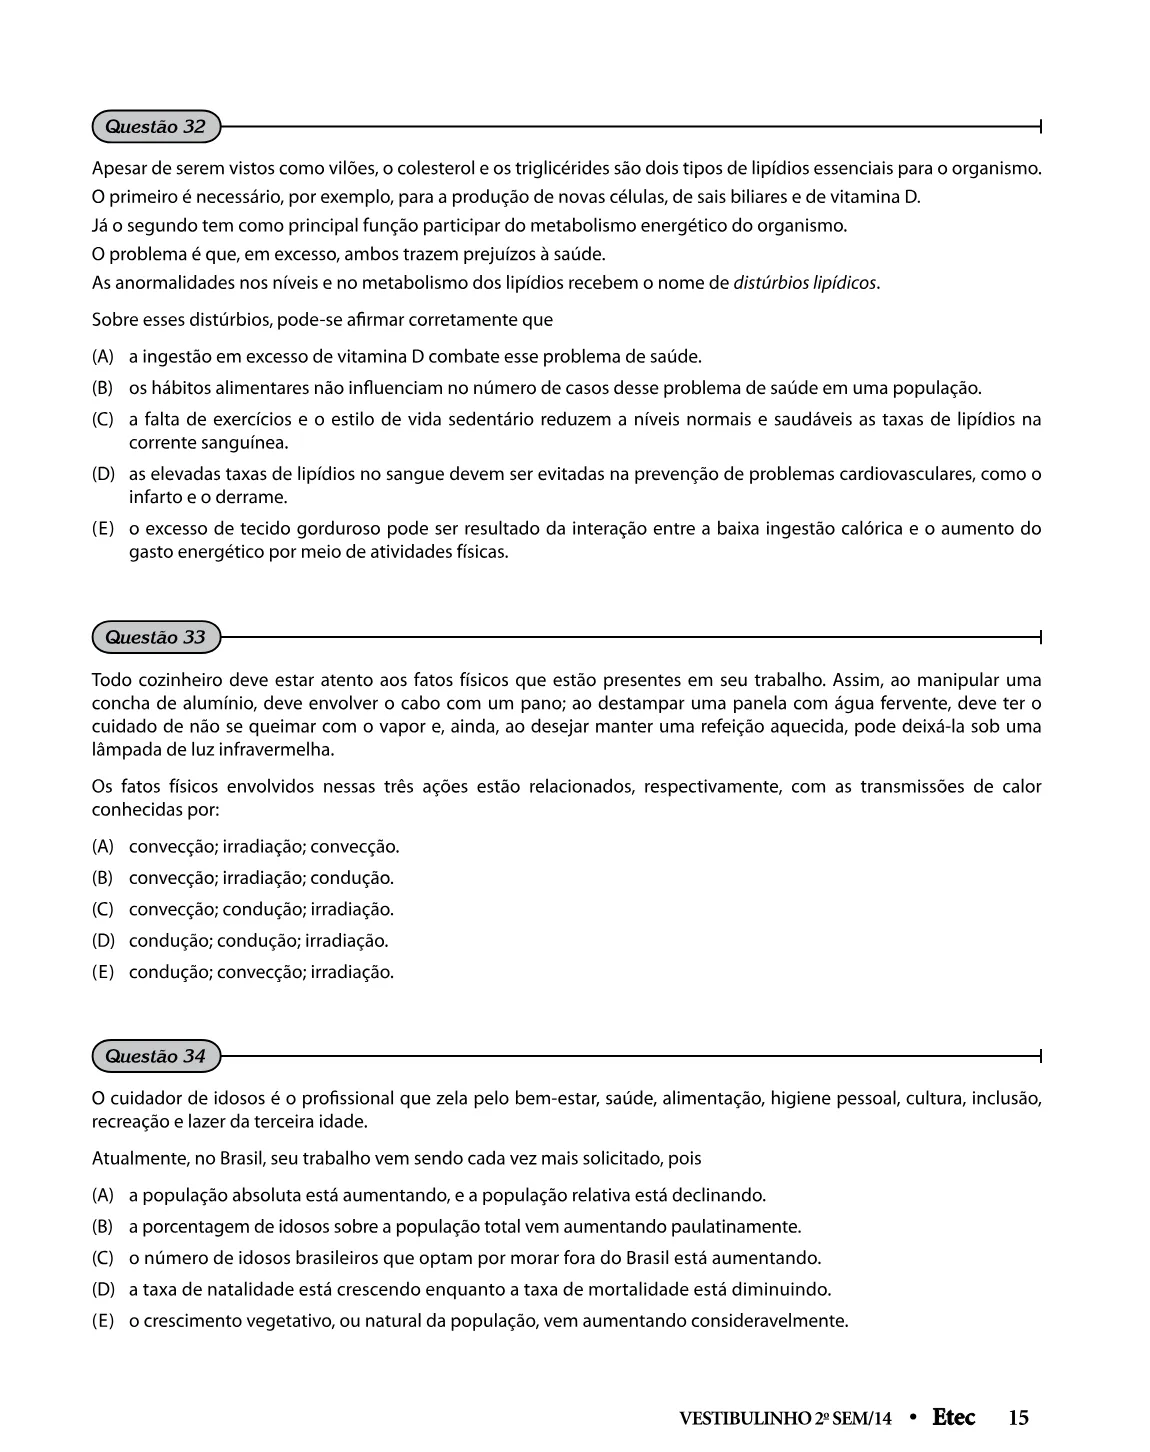 Questão 32
Apesar de serem vistos como vilões, o colesterol e os triglicérides são dois tipos de lipídios essenciais para o organismo.
O primeiro é necessário, por exemplo, para a produção de novas células, de sais biliares e de vitamina D.
Já o segundo tem como principal função participar do metabolismo energético do organismo.
O problema é que, em excesso, ambos trazem prejuízos à saúde.
As anormalidades nos níveis e no metabolismo dos lipídios recebem o nome de distúrbios lipídicos.
Sobre esses distúrbios, pode-se afirmar corretamente que
(A) a ingestão em excesso de vitamina D combate esse problema de saúde.
(B) os hábitos alimentares não influenciam no número de casos desse problema de saúde em uma população.
(C) a falta de exercícios e o estilo de vida sedentário reduzem a níveis normais e saudáveis as taxas de lipídios na
corrente sanguínea.
(D) as elevadas taxas de lipídios no sangue devem ser evitadas na prevenção de problemas cardiovasculares, como o
infarto e o derrame.
(E) o excesso de tecido gorduroso pode ser resultado da interação entre a baixa ingestão calórica e o aumento do
gasto energético por meio de atividades físicas.
Questão 33
Todo cozinheiro deve estar atento aos fatos físicos que estão presentes em seu trabalho. Assim, ao manipular uma
concha de alumínio, deve envolver o cabo com um pano; ao destampar uma panela com água fervente, deve ter o
cuidado de não se queimar com o vapor e, ainda, ao desejar manter uma refeição aquecida, pode deixá-la sob uma
lâmpada de luz infravermelha.
Os fatos físicos envolvidos nessas três ações estão relacionados, respectivamente, com as transmissões de calor
conhecidas por:
(A) convecção; irradiação; convecção.
(B) convecção; irradiação; condução.
(C) convecção; condução; irradiação.
(D) condução; condução; irradiação.
(E) condução; convecção; irradiação.
Questão 34
O cuidador de idosos é o profissional que zela pelo bem-estar, saúde, alimentação, higiene pessoal, cultura, inclusão,
recreação e lazer da terceira idade.
Atualmente, no Brasil, seu trabalho vem sendo cada vez mais solicitado, pois
(A) a população absoluta está aumentando, e a população relativa está declinando.
(B) a porcentagem de idosos sobre a população total vem aumentando paulatinamente.
(C) o número de idosos brasileiros que optam por morar fora do Brasil está aumentando.
(D) a taxa de natalidade está crescendo enquanto a taxa de mortalidade está diminuindo.
(E) o crescimento vegetativo, ou natural da população, vem aumentando consideravelmente.
VESTIBULINHO 2º SEM/14 • Etec 15